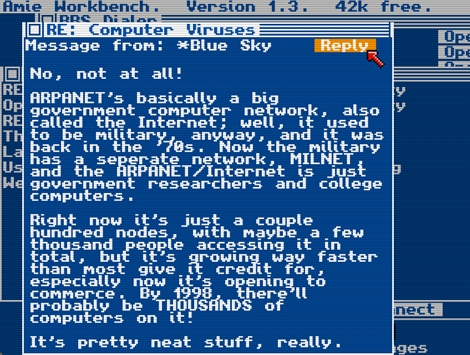 Amie Workbench. Version 1.3. 42k free.
BBS Dialer
RE: Computer Viruses
Message from: *Blue Sky
Reply
No, not at all!
ARPANET's basically a big
government computer network, also
called the Internet; well, it used
to be military, anyway, and it was
back in the '70s. Now the military
has a seperate network, MILNET,
and the ARPANET/Internet is just
government researchers and college
computers.
Right now it's just a couple
hundred nodes, with maybe a few
thousand people accessing it in
total, but it's growing way faster
than most give it credit for,
especially now it's opening to
commerce. By 1998, there'll
probably be THOUSANDS of
computers on it!
It's pretty neat stuff, really.